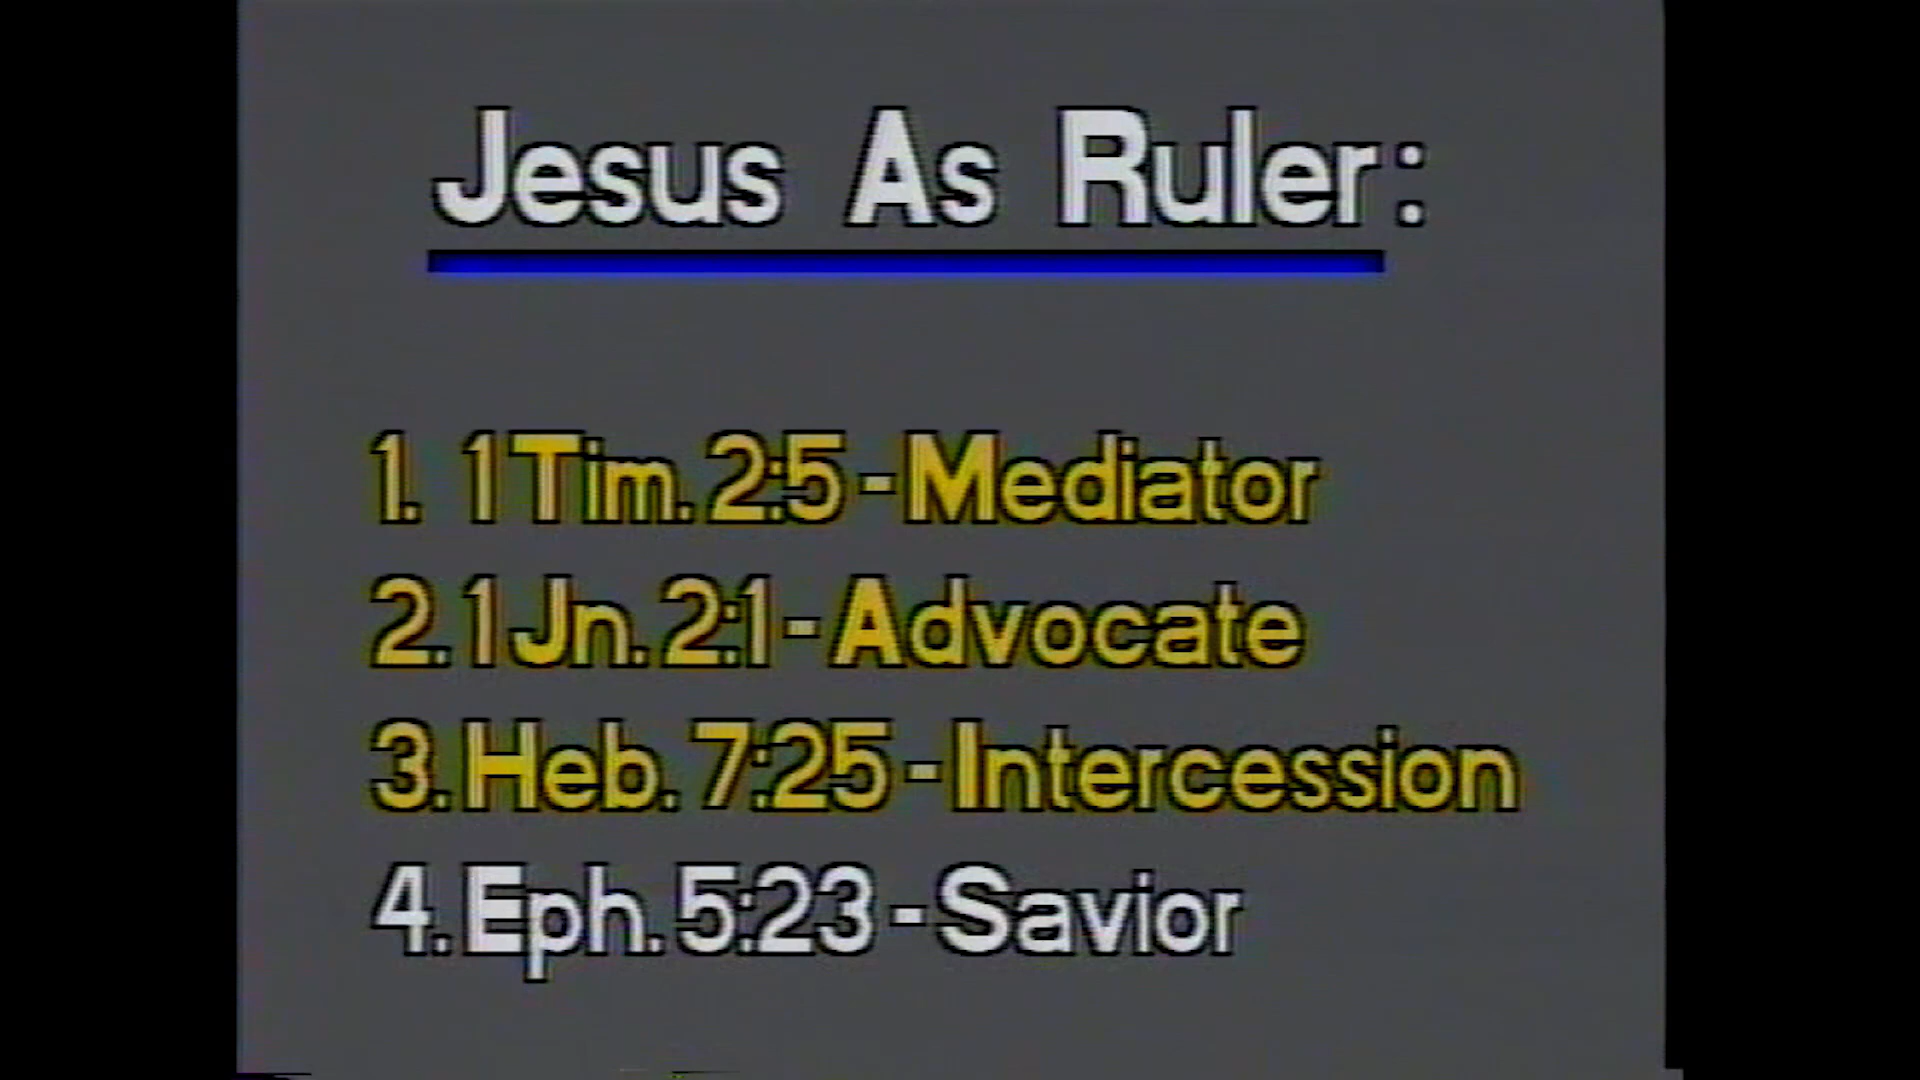 Jesus As Ruler:
1. 1 Tim. 2:5 - Mediator
2. 1 Jn. 2:1 - Advocate
3. Heb. 7:25 - Intercession
4. Eph. 5:23 - Savior